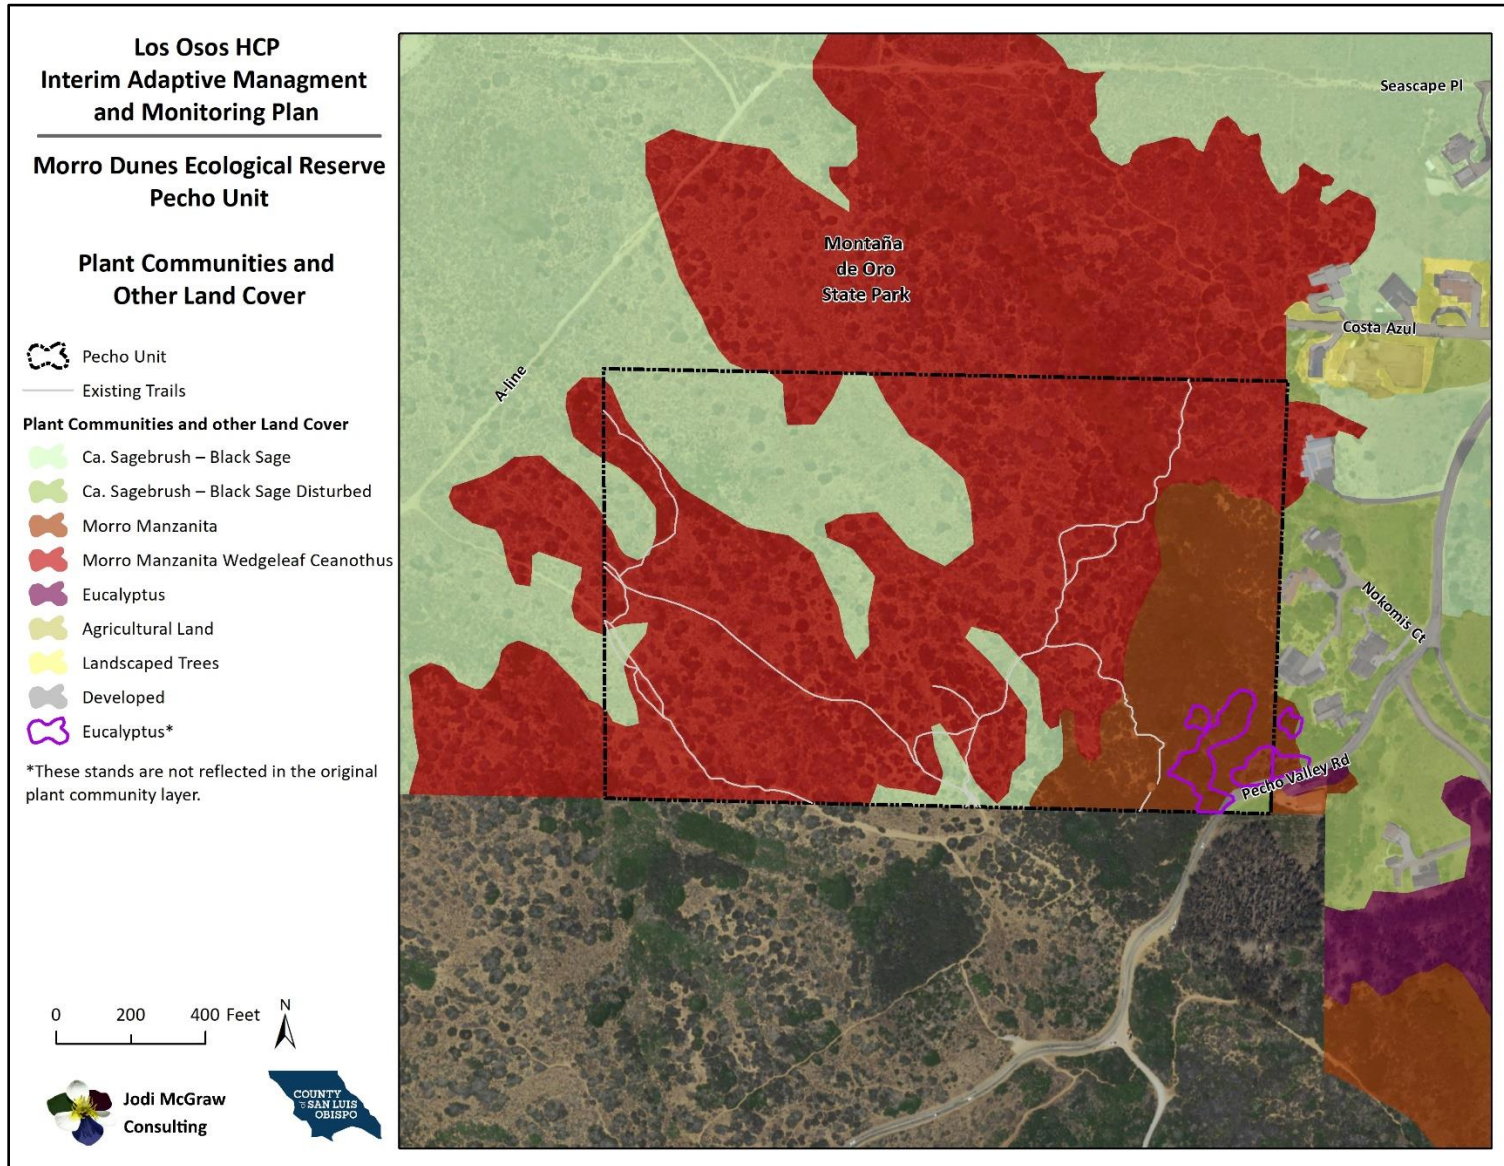 Los Osos HCP
Interim Adaptive Managment
and Monitoring Plan
Morro Dunes Ecological Reserve
Pecho Unit
Plant Communities and
Other Land Cover
Pecho Unit
Existing Trails
Plant Communities and other Land Cover
Ca. Sagebrush – Black Sage
Ca. Sagebrush – Black Sage Disturbed
Morro Manzanita
Morro Manzanita Wedgeleaf Ceanothus
Eucalyptus
Agricultural Land
Landscaped Trees
Developed
Eucalyptus*
*These stands are not reflected in the original
plant community layer.
0 200 400 Feet
N
Jodi McGraw
Consulting
COUNTY
OF SAN LUIS
OBISPO
Seascape Pl
Montaña
de Oro
State Park
Costa Azul
A-line
Nokomis Ct
Pecho Valley Rd